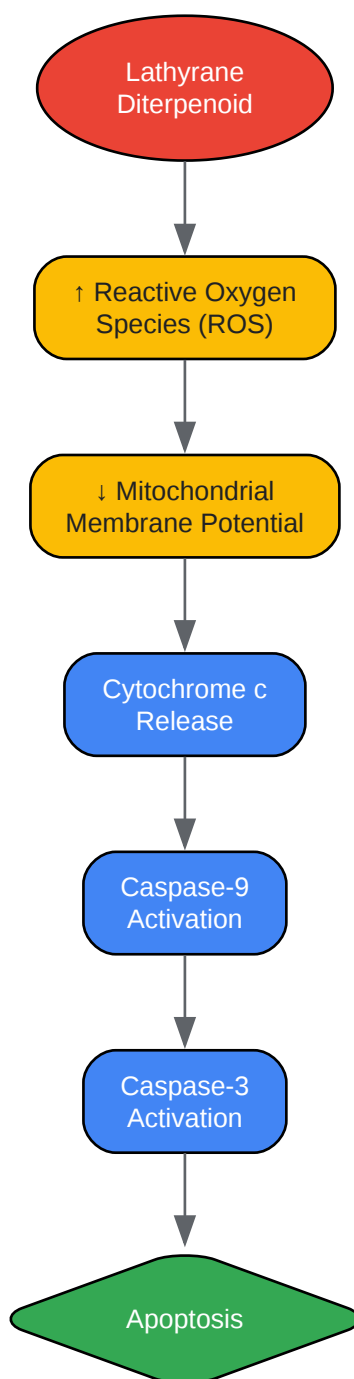 Lathyrane
Diterpenoid
↑ Reactive Oxygen
Species (ROS)
↓ Mitochondrial
Membrane Potential
Cytochrome c
Release
Caspase-9
Activation
Caspase-3
Activation
Apoptosis